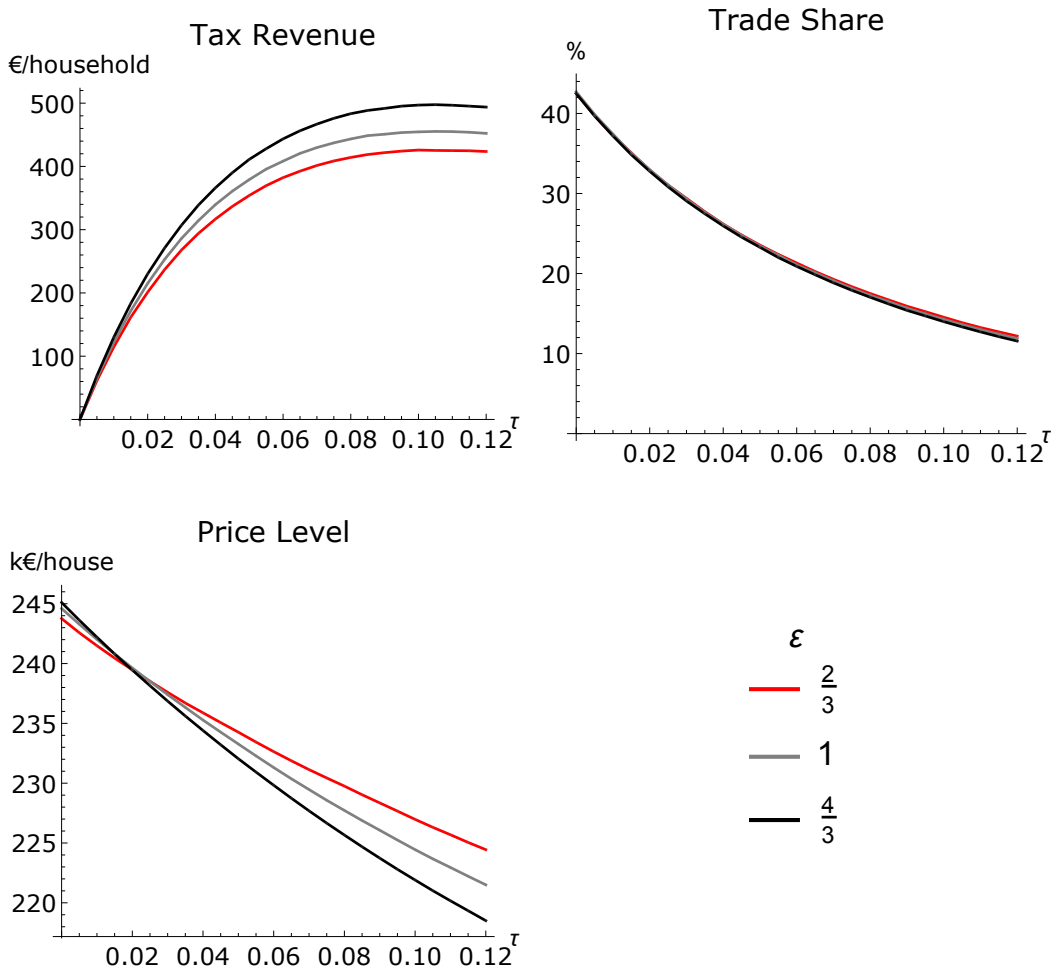 Tax Revenue
€/household
500
400
300
200
100
0.02 0.04 0.06 0.08 0.10 0.12 τ
Trade Share
%
40
30
20
10
0.02 0.04 0.06 0.08 0.10 0.12 τ
Price Level
k€/house
245
240
235
230
225
220
0.02 0.04 0.06 0.08 0.10 0.12 τ
ε
2/3
1
4/3